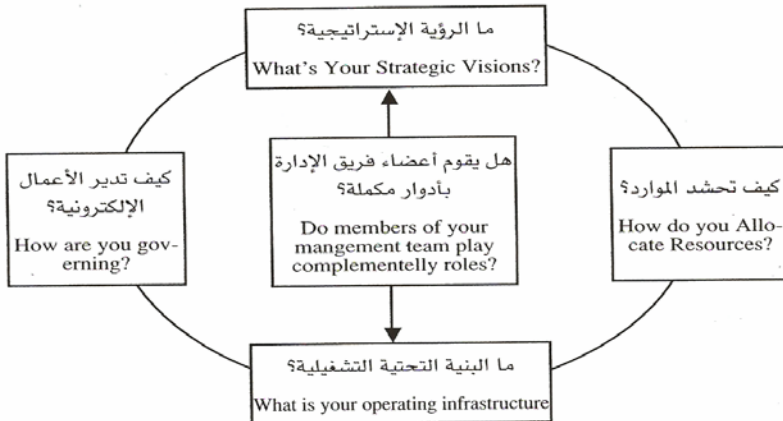 ما الرؤية الإستراتيجية؟
What's Your Strategic Visions?
كيف تدير الأعمال
الإلكترونية؟
How are you gov-
erning?
هل يقوم أعضاء فريق الإدارة
بأدوار مكملة؟
Do members of your
mangement team play
complementelly roles?
كيف تحشد الموارد؟
How do you Allo-
cate Resources?
ما البنية التحتية التشغيلية؟
What is your operating infrastructure